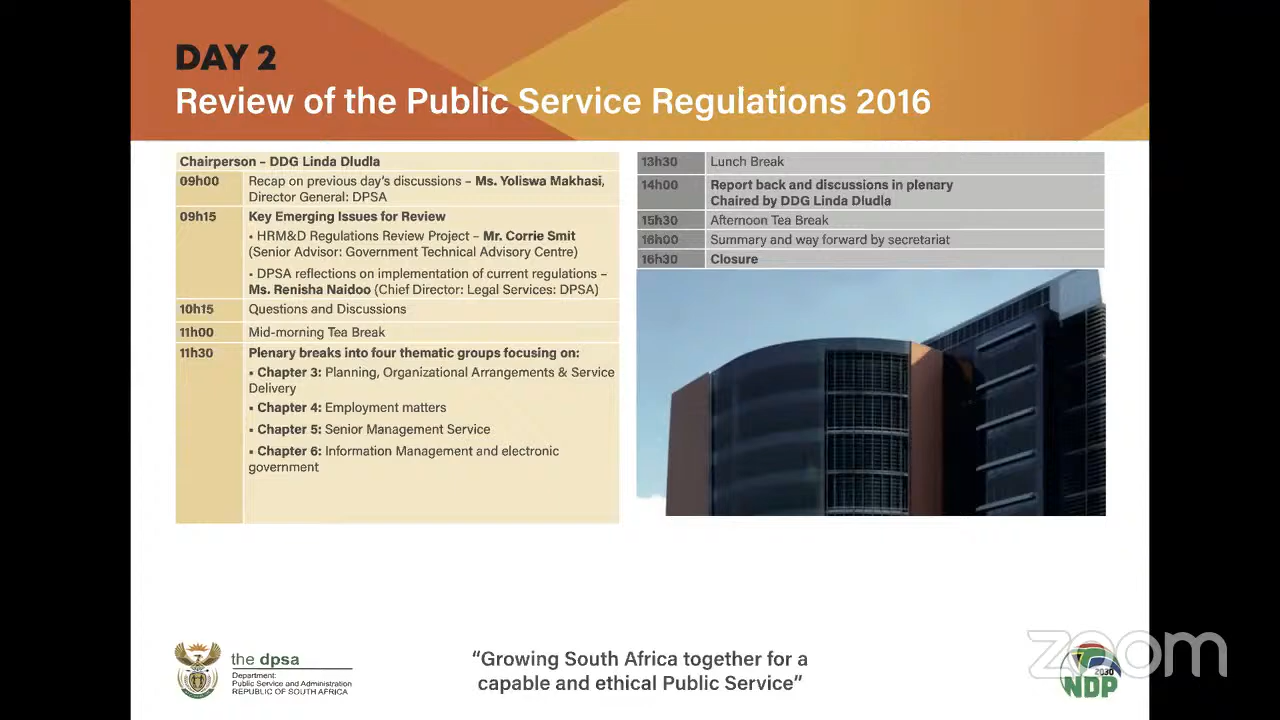 DAY 2
Review of the Public Service Regulations 2016
Chairperson – DDG Linda Dludla
09h00 Recap on previous day's discussions – Ms. Yoliswa Makhasi,
Director General: DPSA
09h15 Key Emerging Issues for Review
• HRM&D Regulations Review Project – Mr. Corrie Smit
(Senior Advisor: Government Technical Advisory Centre)
• DPSA reflections on implementation of current regulations –
Ms. Renisha Naidoo (Chief Director: Legal Services: DPSA)
10h15 Questions and Discussions
11h00 Mid-morning Tea Break
11h30 Plenary breaks into four thematic groups focusing on:
▪ Chapter 3: Planning, Organizational Arrangements & Service
Delivery
▪ Chapter 4: Employment matters
▪ Chapter 5: Senior Management Service
▪ Chapter 6: Information Management and electronic
government
13h30 Lunch Break
14h00 Report back and discussions in plenary
Chaired by DDG Linda Dludla
15h30 Afternoon Tea Break
16h00 Summary and way forward by secretariat
16h30 Closure
the dpsa
Department:
Public Service and Administration
REPUBLIC OF SOUTH AFRICA
"Growing South Africa together for a
capable and ethical Public Service"
zoom
2030
NDP